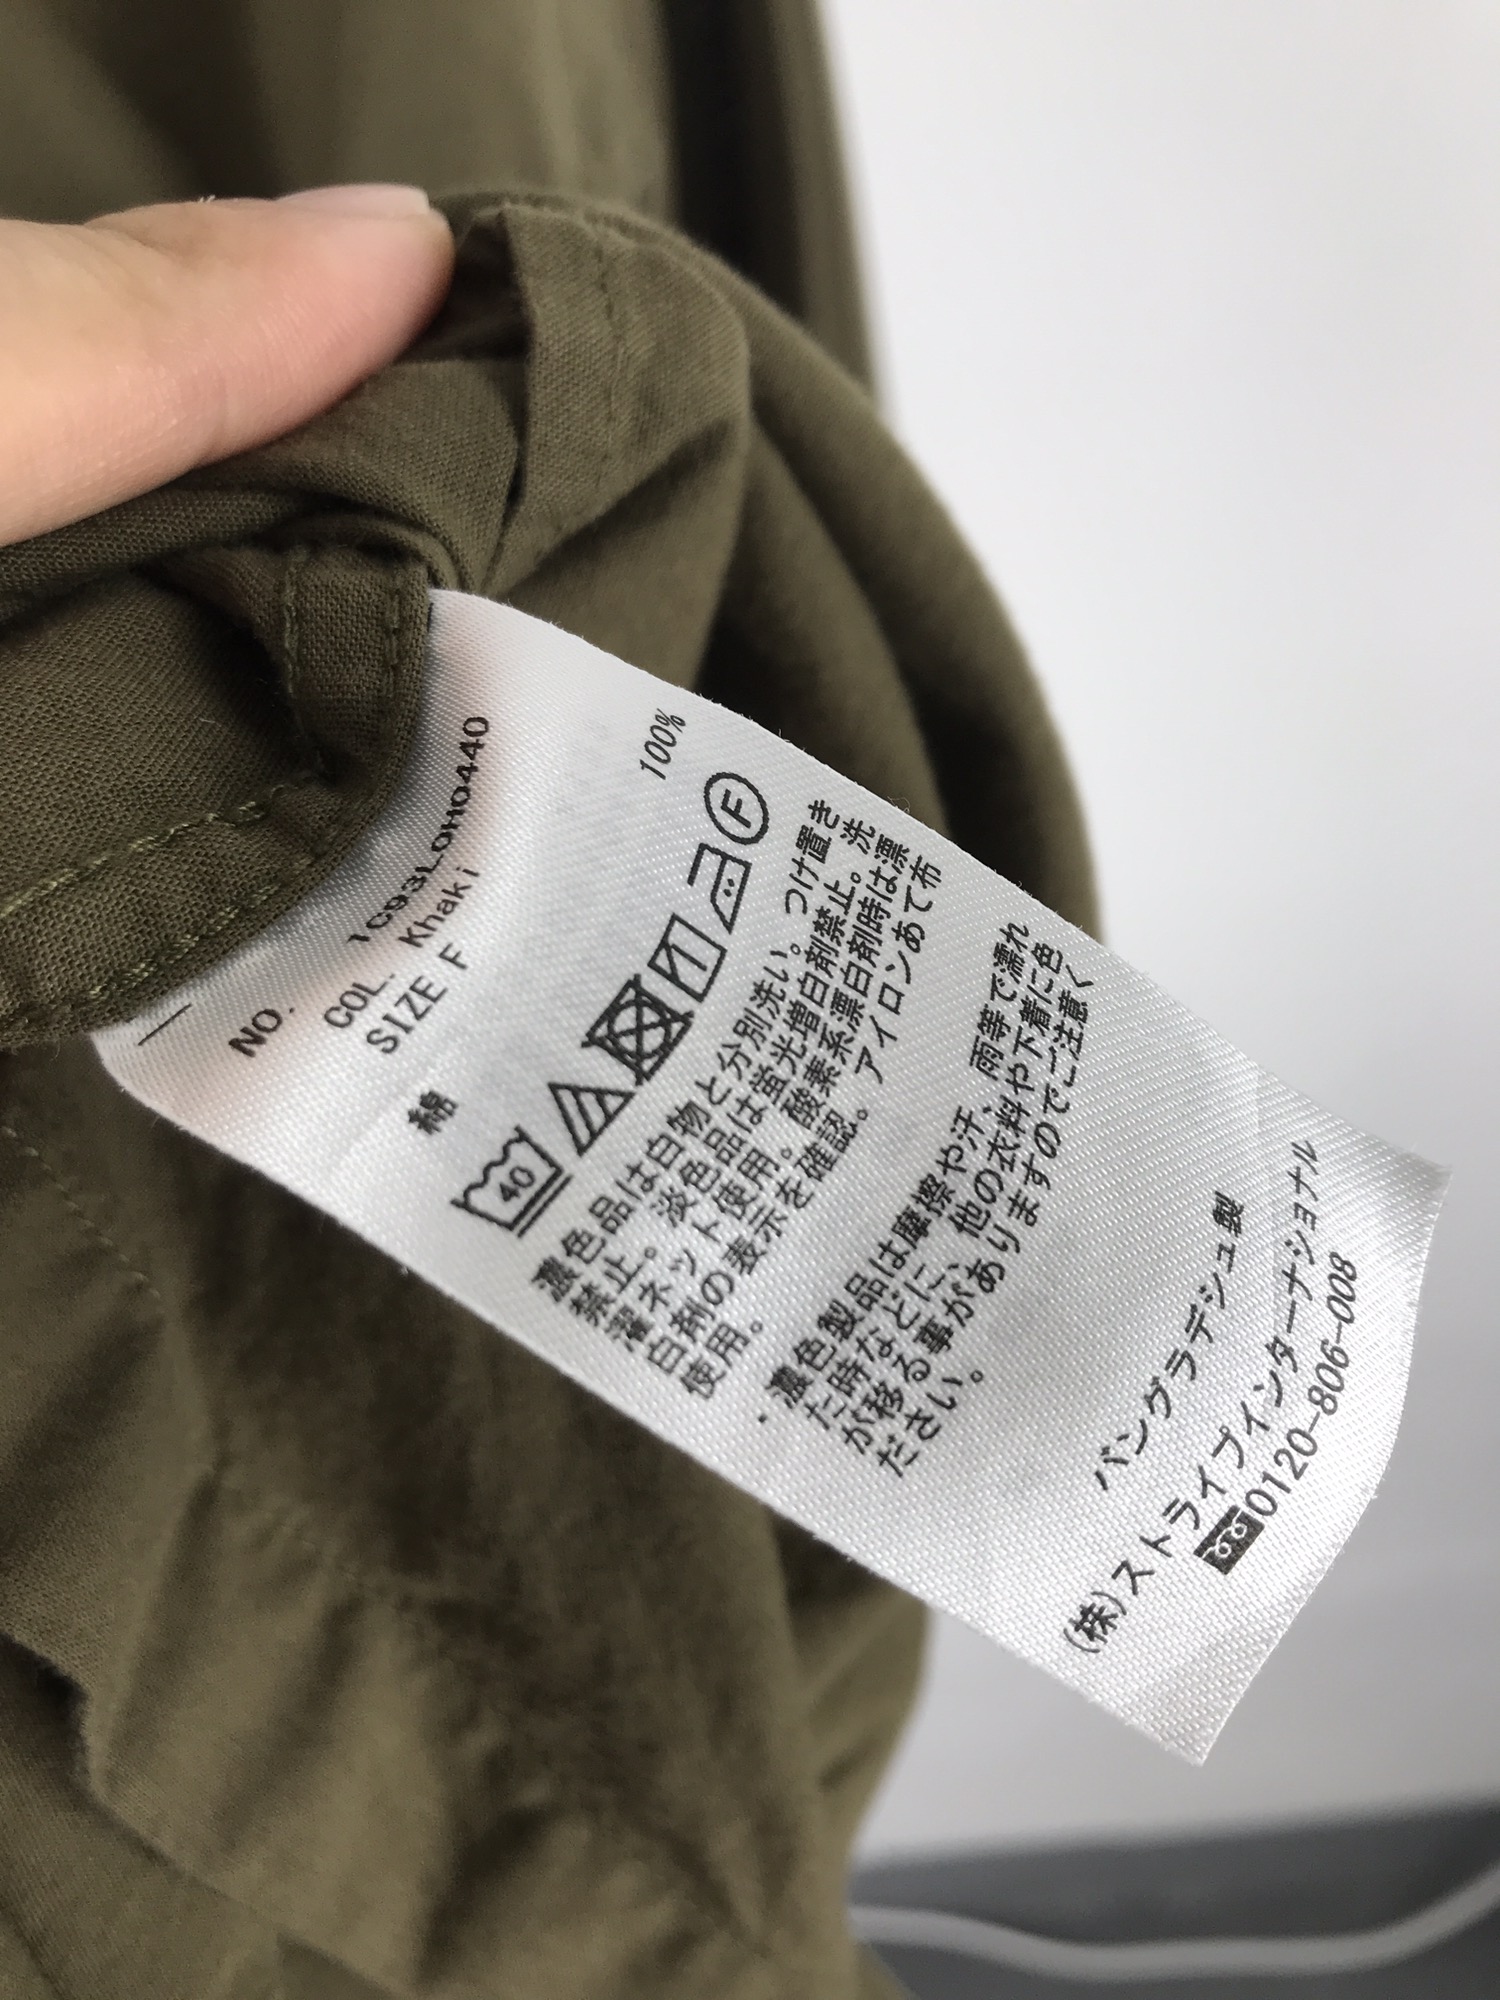 NO. 1C93L0H0440
COL. Khaki
SIZE F
綿 100%
40 F
濃色品は白物と分別洗い。つけ置き
禁止。淡色品は蛍光増白剤禁止。洗
濯ネット使用。酸素系漂白剤時は漂
白剤の表示を確認。アイロンあて布
使用。
・濃色製品は摩擦や汗、雨等で濡れ
た時などに、他の衣料や下着に色
が移る事がありますのでご注意く
ださい。
バングラデシュ製
(株)ストライプインターナショナル
0120-806-008